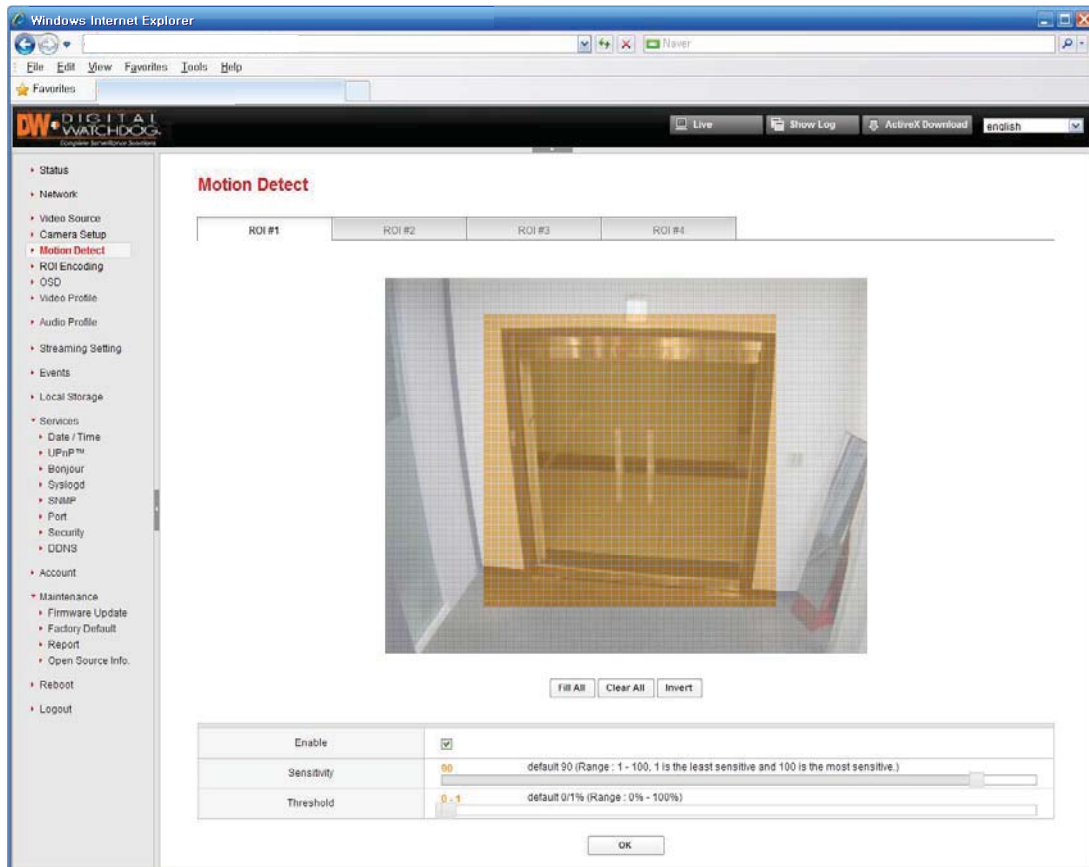 Windows Internet Explorer
Naver
File Edit View Favorites Tools Help
Favorites
DW DIGITAL
WATCHDOG
Complete Surveillance Solutions
Live
Show Log
ActiveX Download
english
Status
Network
Video Source
Camera Setup
Motion Detect
ROI Encoding
OSD
Video Profile
Audio Profile
Streaming Setting
Events
Local Storage
Services
Date / Time
UPnP™
Bonjour
Syslogd
SNMP
Port
Security
DDNS
Account
Maintenance
Firmware Update
Factory Default
Report
Open Source Info.
Reboot
Logout
Motion Detect
ROI #1
ROI #2
ROI #3
ROI #4
Fill All
Clear All
Invert
Enable
Sensitivity
90 default 90 (Range : 1 - 100, 1 is the least sensitive and 100 is the most sensitive.)
Threshold
0 - 1 default 0/1% (Range : 0% - 100%)
OK